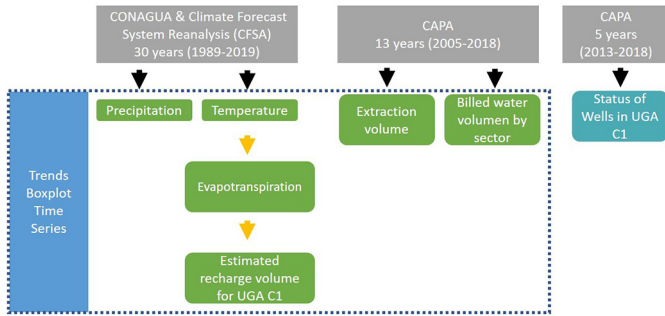 CONAGUA & Climate Forecast
System Reanalysis (CFSA)
30 years (1989-2019)
CAPA
13 years (2005-2018)
CAPA
5 years
(2013-2018)
Precipitation
Temperature
Extraction
volume
Billed water
volumen by
sector
Status of
Wells in UGA
C1
Trends
Boxplot
Time
Series
Evapotranspiration
Estimated
recharge volume
for UGA C1